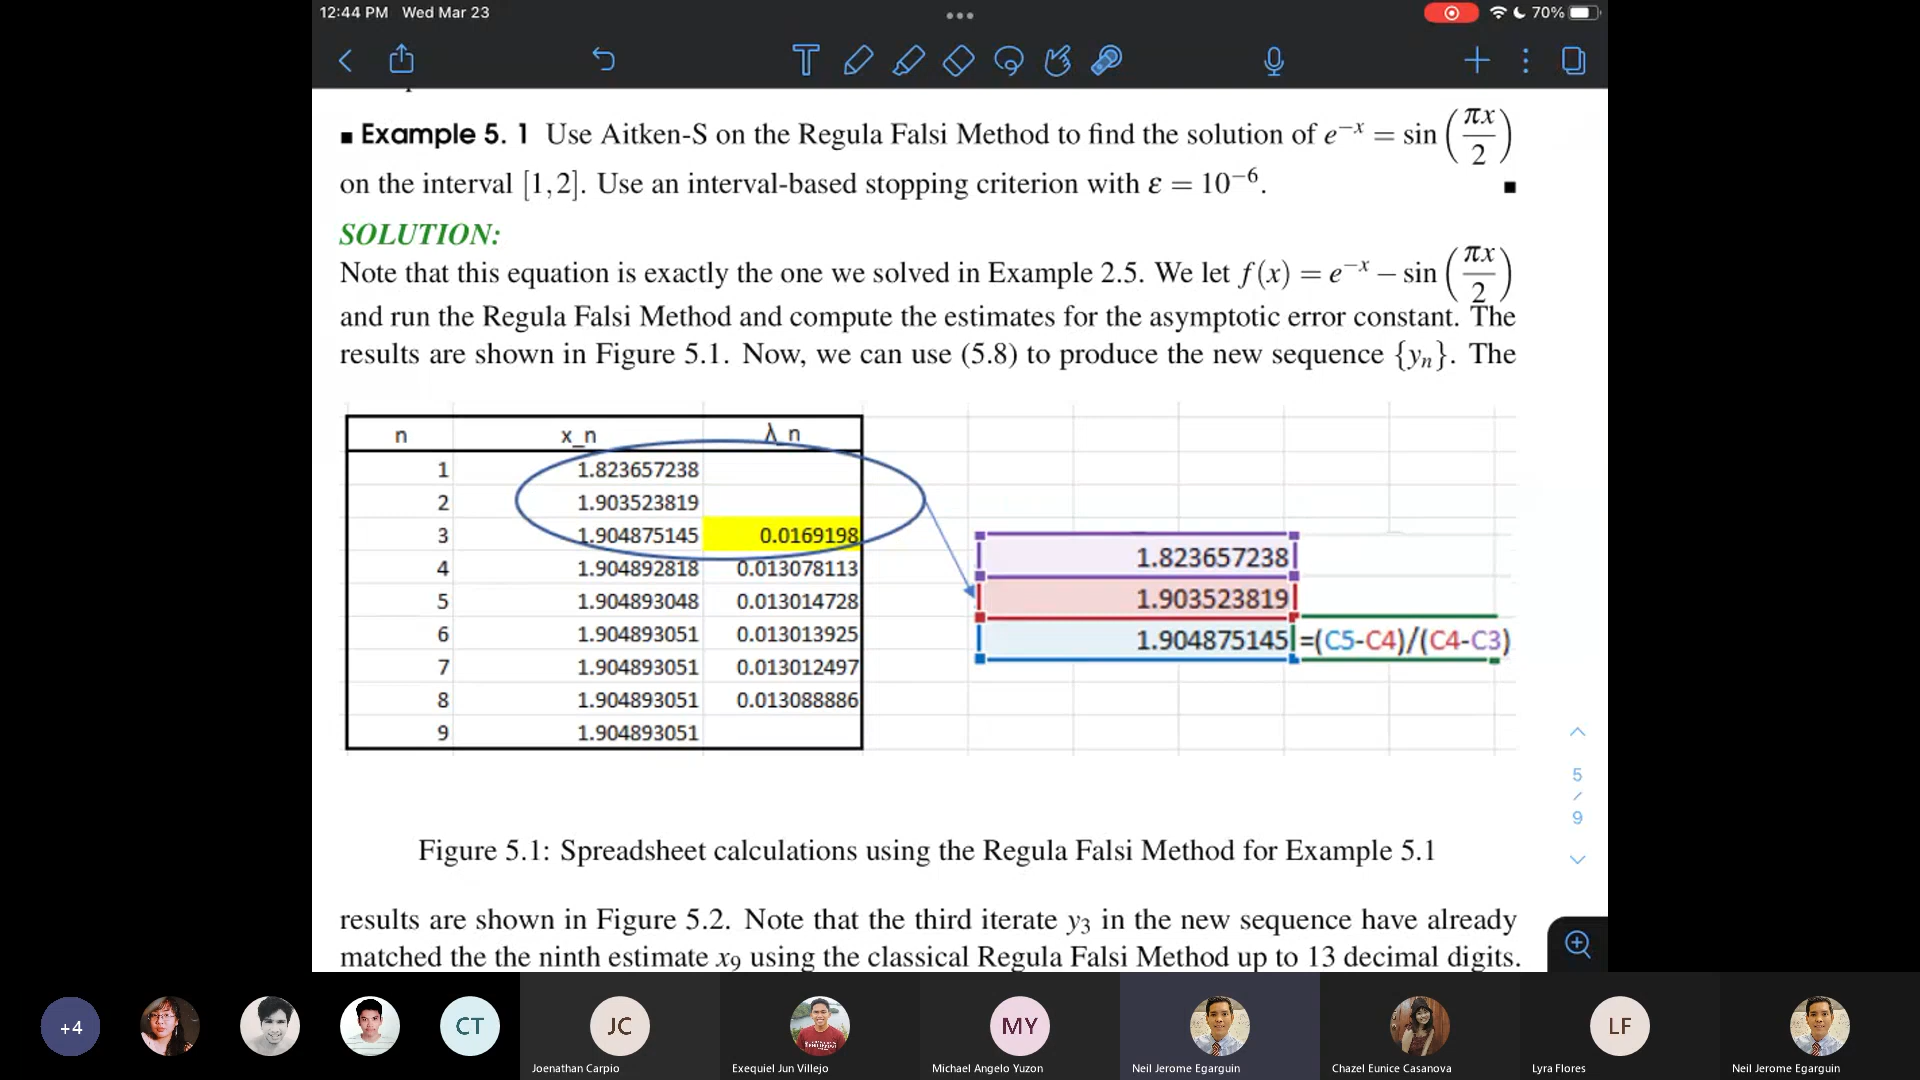 12:44 PM Wed Mar 23
70%
■ Example 5. 1 Use Aitken-S on the Regula Falsi Method to find the solution of e^{−x} = sin (πx/2)
on the interval [1,2]. Use an interval-based stopping criterion with ε = 10^{−6}. ■
SOLUTION:
Note that this equation is exactly the one we solved in Example 2.5. We let f(x) = e^{−x} − sin (πx/2)
and run the Regula Falsi Method and compute the estimates for the asymptotic error constant. The
results are shown in Figure 5.1. Now, we can use (5.8) to produce the new sequence {y_n}. The
n x_n λ_n
1 1.823657238
2 1.903523819
3 1.904875145 0.0169198
4 1.904892818 0.013078113
5 1.904893048 0.013014728
6 1.904893051 0.013013925
7 1.904893051 0.013012497
8 1.904893051 0.013088886
9 1.904893051
1.823657238
1.903523819
1.904875145 =(C5-C4)/(C4-C3)
5
/
9
Figure 5.1: Spreadsheet calculations using the Regula Falsi Method for Example 5.1
results are shown in Figure 5.2. Note that the third iterate y_3 in the new sequence have already
matched the the ninth estimate x_9 using the classical Regula Falsi Method up to 13 decimal digits.
+4
CT
JC
MY
LF
Joenathan Carpio
Exequiel Jun Villejo
Michael Angelo Yuzon
Neil Jerome Egarguin
Chazel Eunice Casanova
Lyra Flores
Neil Jerome Egarguin